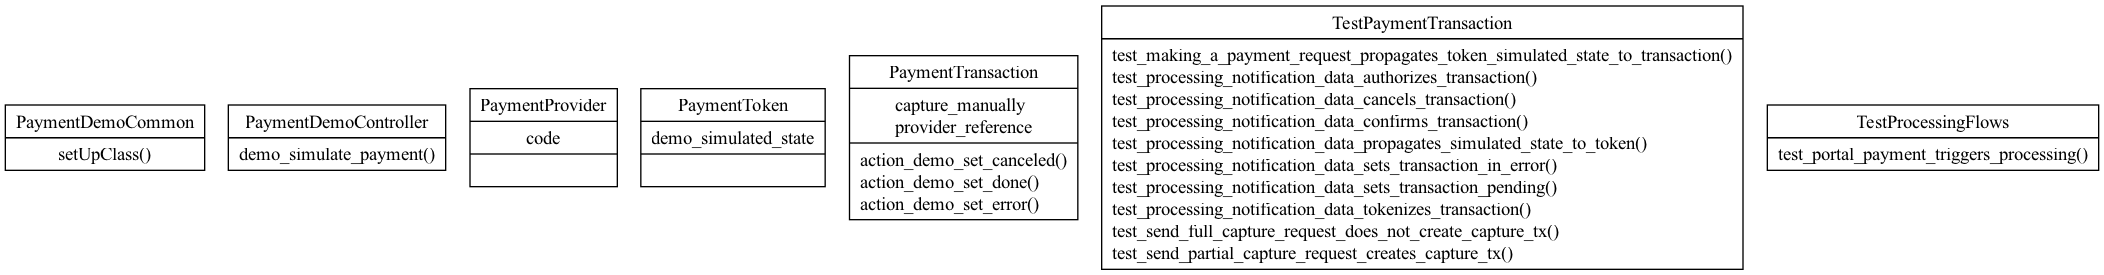 PaymentDemoCommon
setUpClass()
PaymentDemoController
demo_simulate_payment()
PaymentProvider
code
PaymentToken
demo_simulated_state
PaymentTransaction
capture_manually
provider_reference
action_demo_set_canceled()
action_demo_set_done()
action_demo_set_error()
TestPaymentTransaction
test_making_a_payment_request_propagates_token_simulated_state_to_transaction()
test_processing_notification_data_authorizes_transaction()
test_processing_notification_data_cancels_transaction()
test_processing_notification_data_confirms_transaction()
test_processing_notification_data_propagates_simulated_state_to_token()
test_processing_notification_data_sets_transaction_in_error()
test_processing_notification_data_sets_transaction_pending()
test_processing_notification_data_tokenizes_transaction()
test_send_full_capture_request_does_not_create_capture_tx()
test_send_partial_capture_request_creates_capture_tx()
TestProcessingFlows
test_portal_payment_triggers_processing()